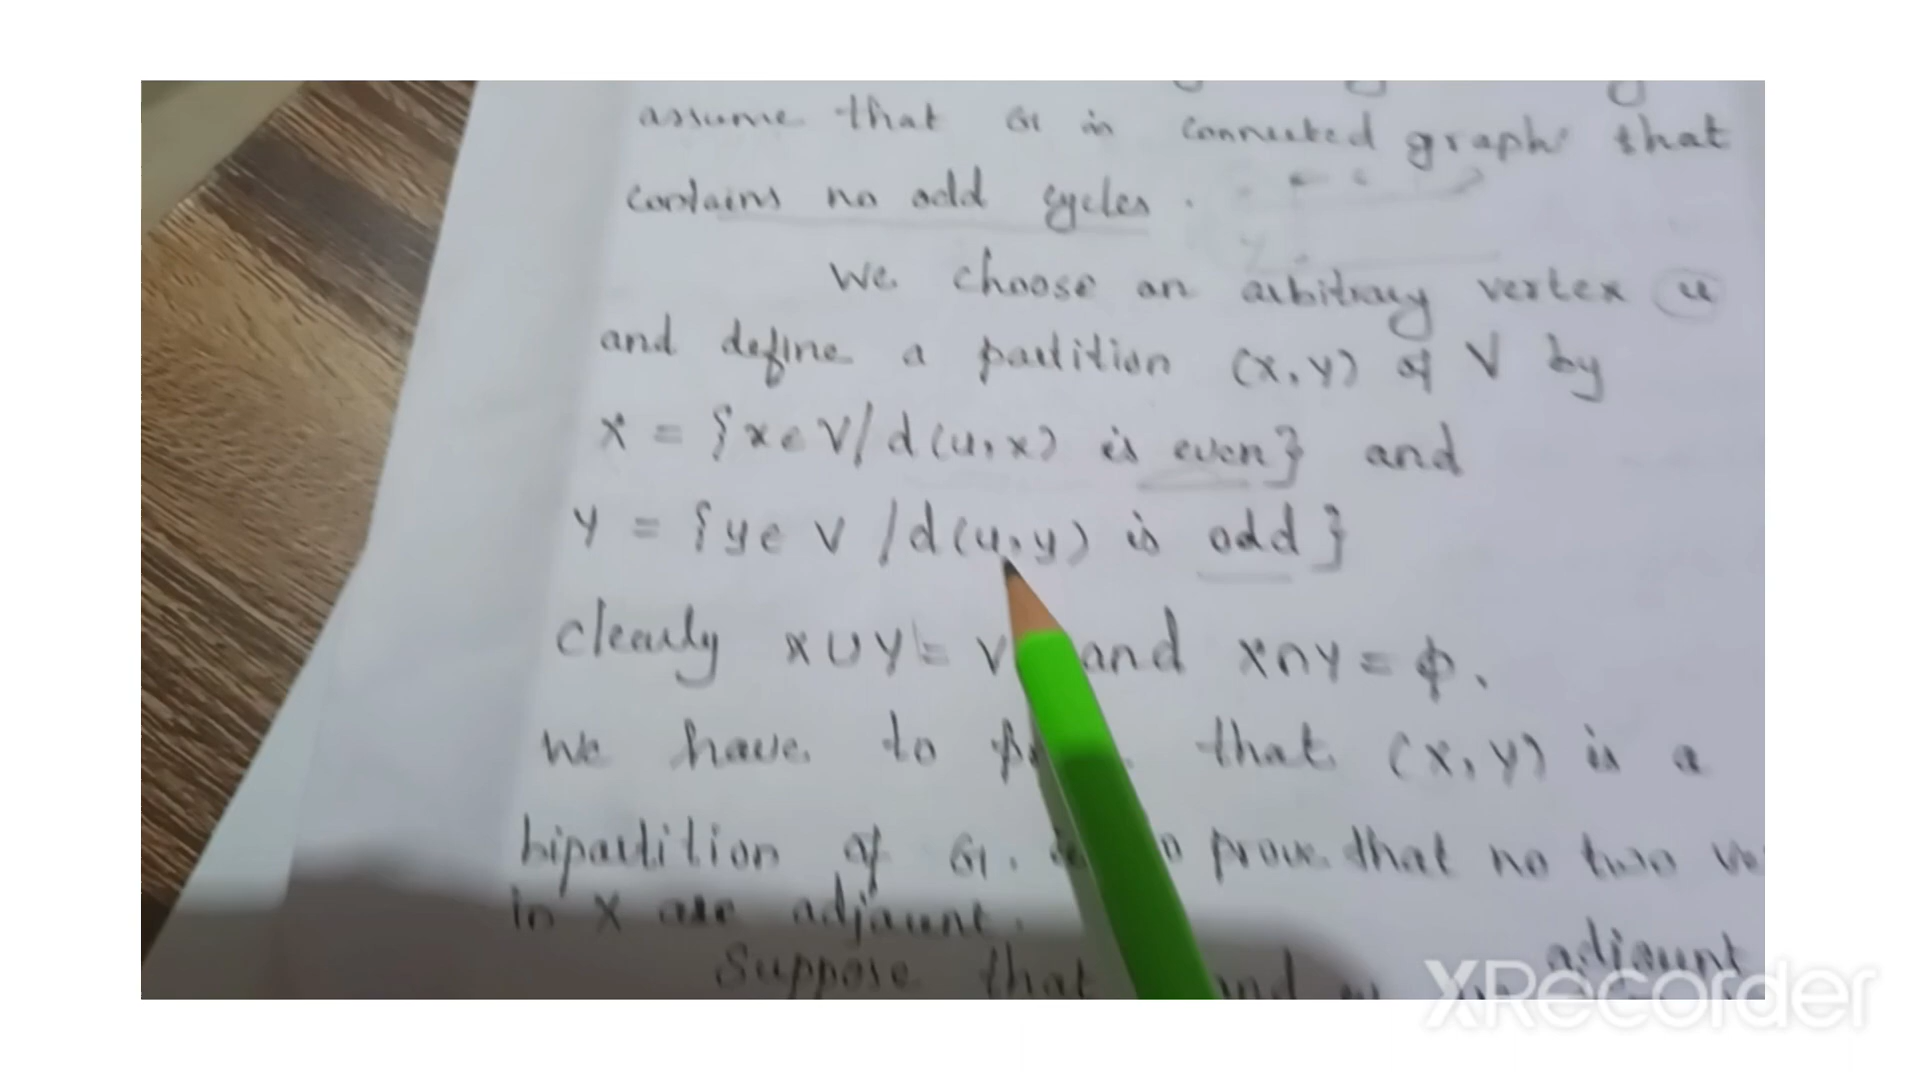 assume that G is connected graph that
contains no odd cycles.
We choose an arbitrary vertex u
and define a partition (x, y) of V by
X = {x ∈ V / d(u, x) is even} and
Y = {y ∈ V / d(u, y) is odd}
clearly X ∪ Y = V and X ∩ Y = ϕ.
We have to that (X, Y) is a
bipartition of G. prove that no two
in X are adjacent.
Suppose that adjacent
XRecorder